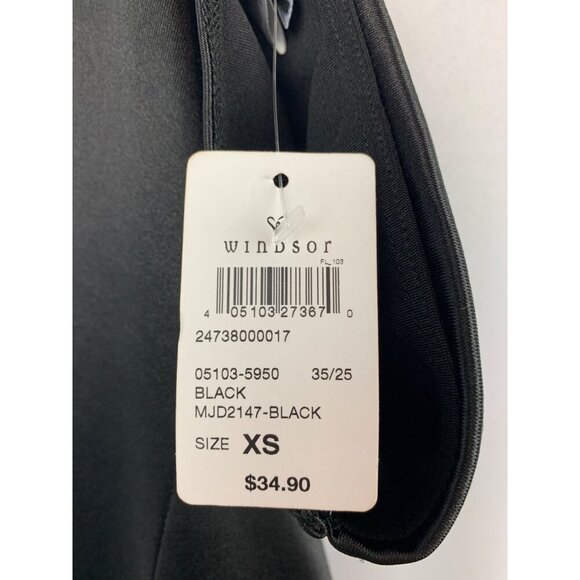 WINDSOR
FL_103
4 05103 27367 0
24738000017
05103-5950 35/25
BLACK
MJD2147-BLACK
SIZE XS
$34.90